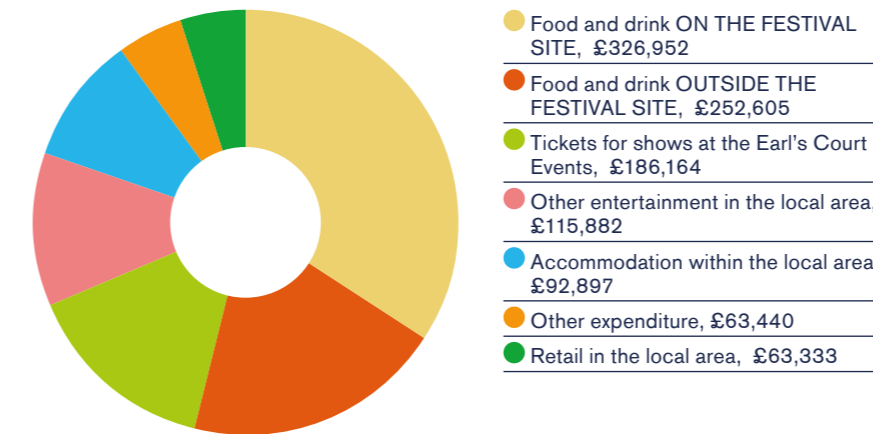 Food and drink ON THE FESTIVAL
SITE, £326,952
Food and drink OUTSIDE THE
FESTIVAL SITE, £252,605
Tickets for shows at the Earl's Court
Events, £186,164
Other entertainment in the local area,
£115,882
Accommodation within the local area
£92,897
Other expenditure, £63,440
Retail in the local area, £63,333